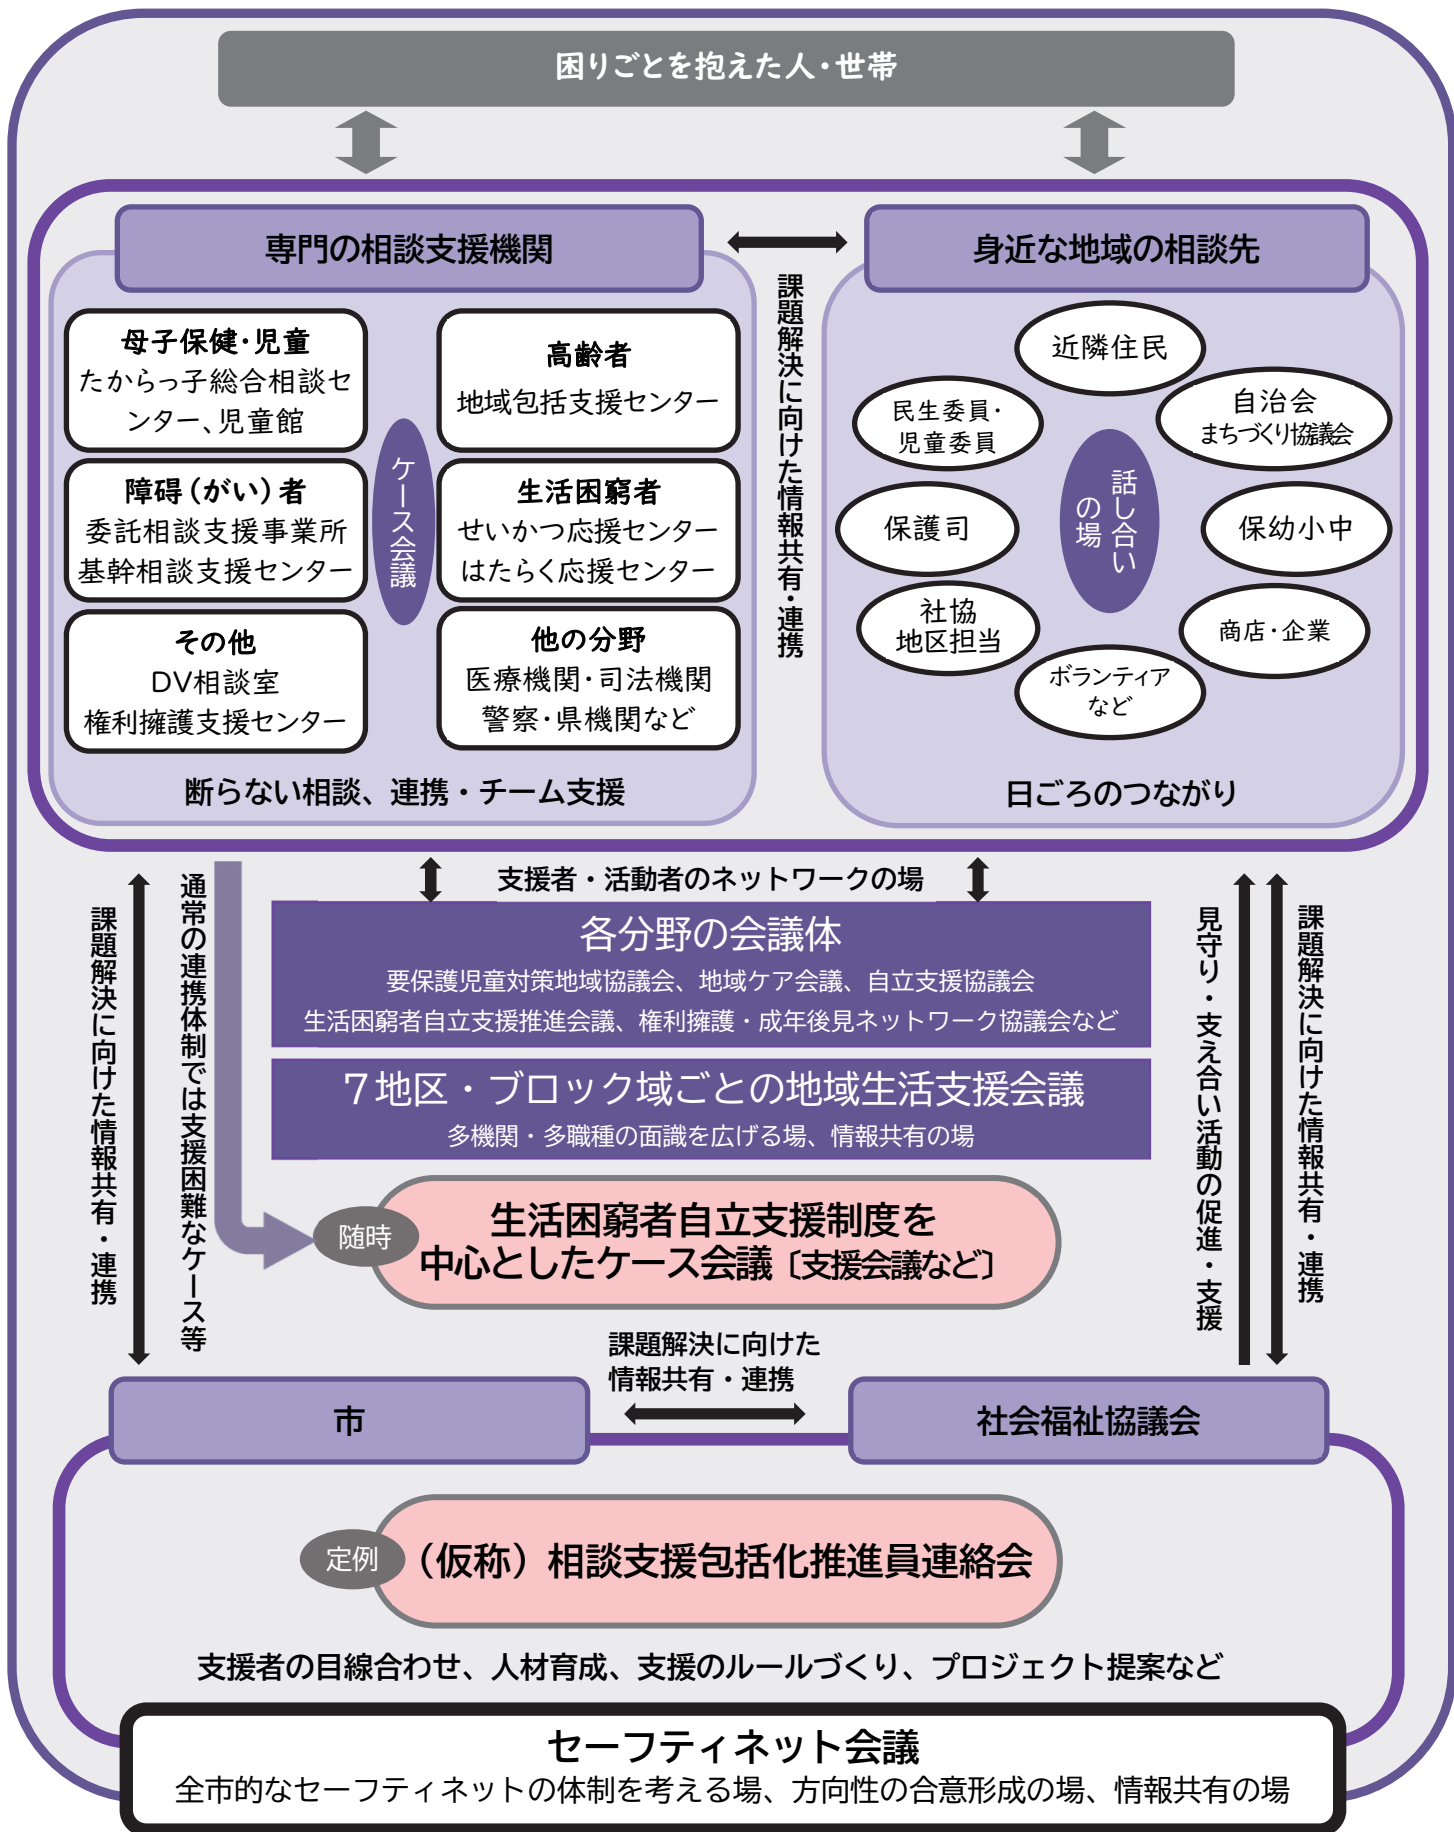 困りごとを抱えた人・世帯
専門の相談支援機関
母子保健・児童
たからっ子総合相談セ
ンター、児童館
高齢者
地域包括支援センター
障碍(がい)者
委託相談支援事業所
基幹相談支援センター
ケース会議
生活困窮者
せいかつ応援センター
はたらく応援センター
その他
DV相談室
権利擁護支援センター
他の分野
医療機関・司法機関
警察・県機関など
断らない相談、連携・チーム支援
課題解決に向けた情報共有・連携
身近な地域の相談先
近隣住民
民生委員・
児童委員
自治会
まちづくり協議会
保護司
話し合い
の場
保幼小中
社協
地区担当
商店・企業
ボランティア
など
日ごろのつながり
支援者・活動者のネットワークの場
各分野の会議体
要保護児童対策地域協議会、地域ケア会議、自立支援協議会
生活困窮者自立支援推進会議、権利擁護・成年後見ネットワーク協議会など
7地区・ブロック域ごとの地域生活支援会議
多機関・多職種の面識を広げる場、情報共有の場
課題解決に向けた情報共有・連携
通常の連携体制では支援困難なケース等
見守り・支え合い活動の促進・支援
課題解決に向けた情報共有・連携
随時
生活困窮者自立支援制度を
中心としたケース会議〔支援会議など〕
課題解決に向けた
情報共有・連携
市
社会福祉協議会
定例
(仮称)相談支援包括化推進員連絡会
支援者の目線合わせ、人材育成、支援のルールづくり、プロジェクト提案など
セーフティネット会議
全市的なセーフティネットの体制を考える場、方向性の合意形成の場、情報共有の場